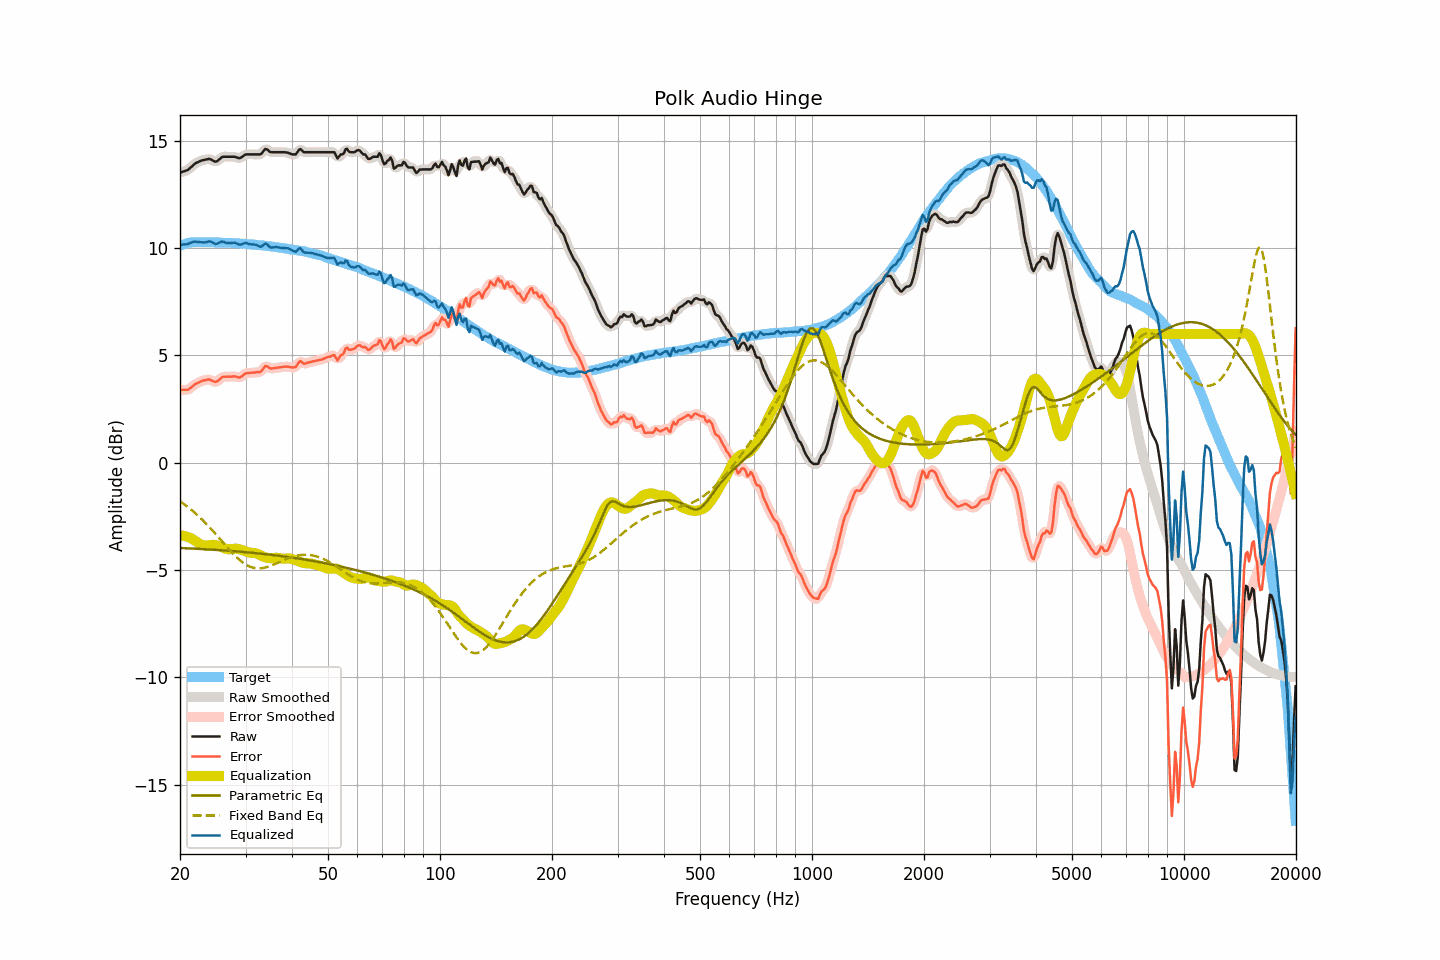 Polk Audio Hinge
Amplitude (dBr)
15
10
5
0
−5
−10
−15
Target
Raw Smoothed
Error Smoothed
Raw
Error
Equalization
Parametric Eq
Fixed Band Eq
Equalized
20 50 100 200 500 1000 2000 5000 10000 20000
Frequency (Hz)